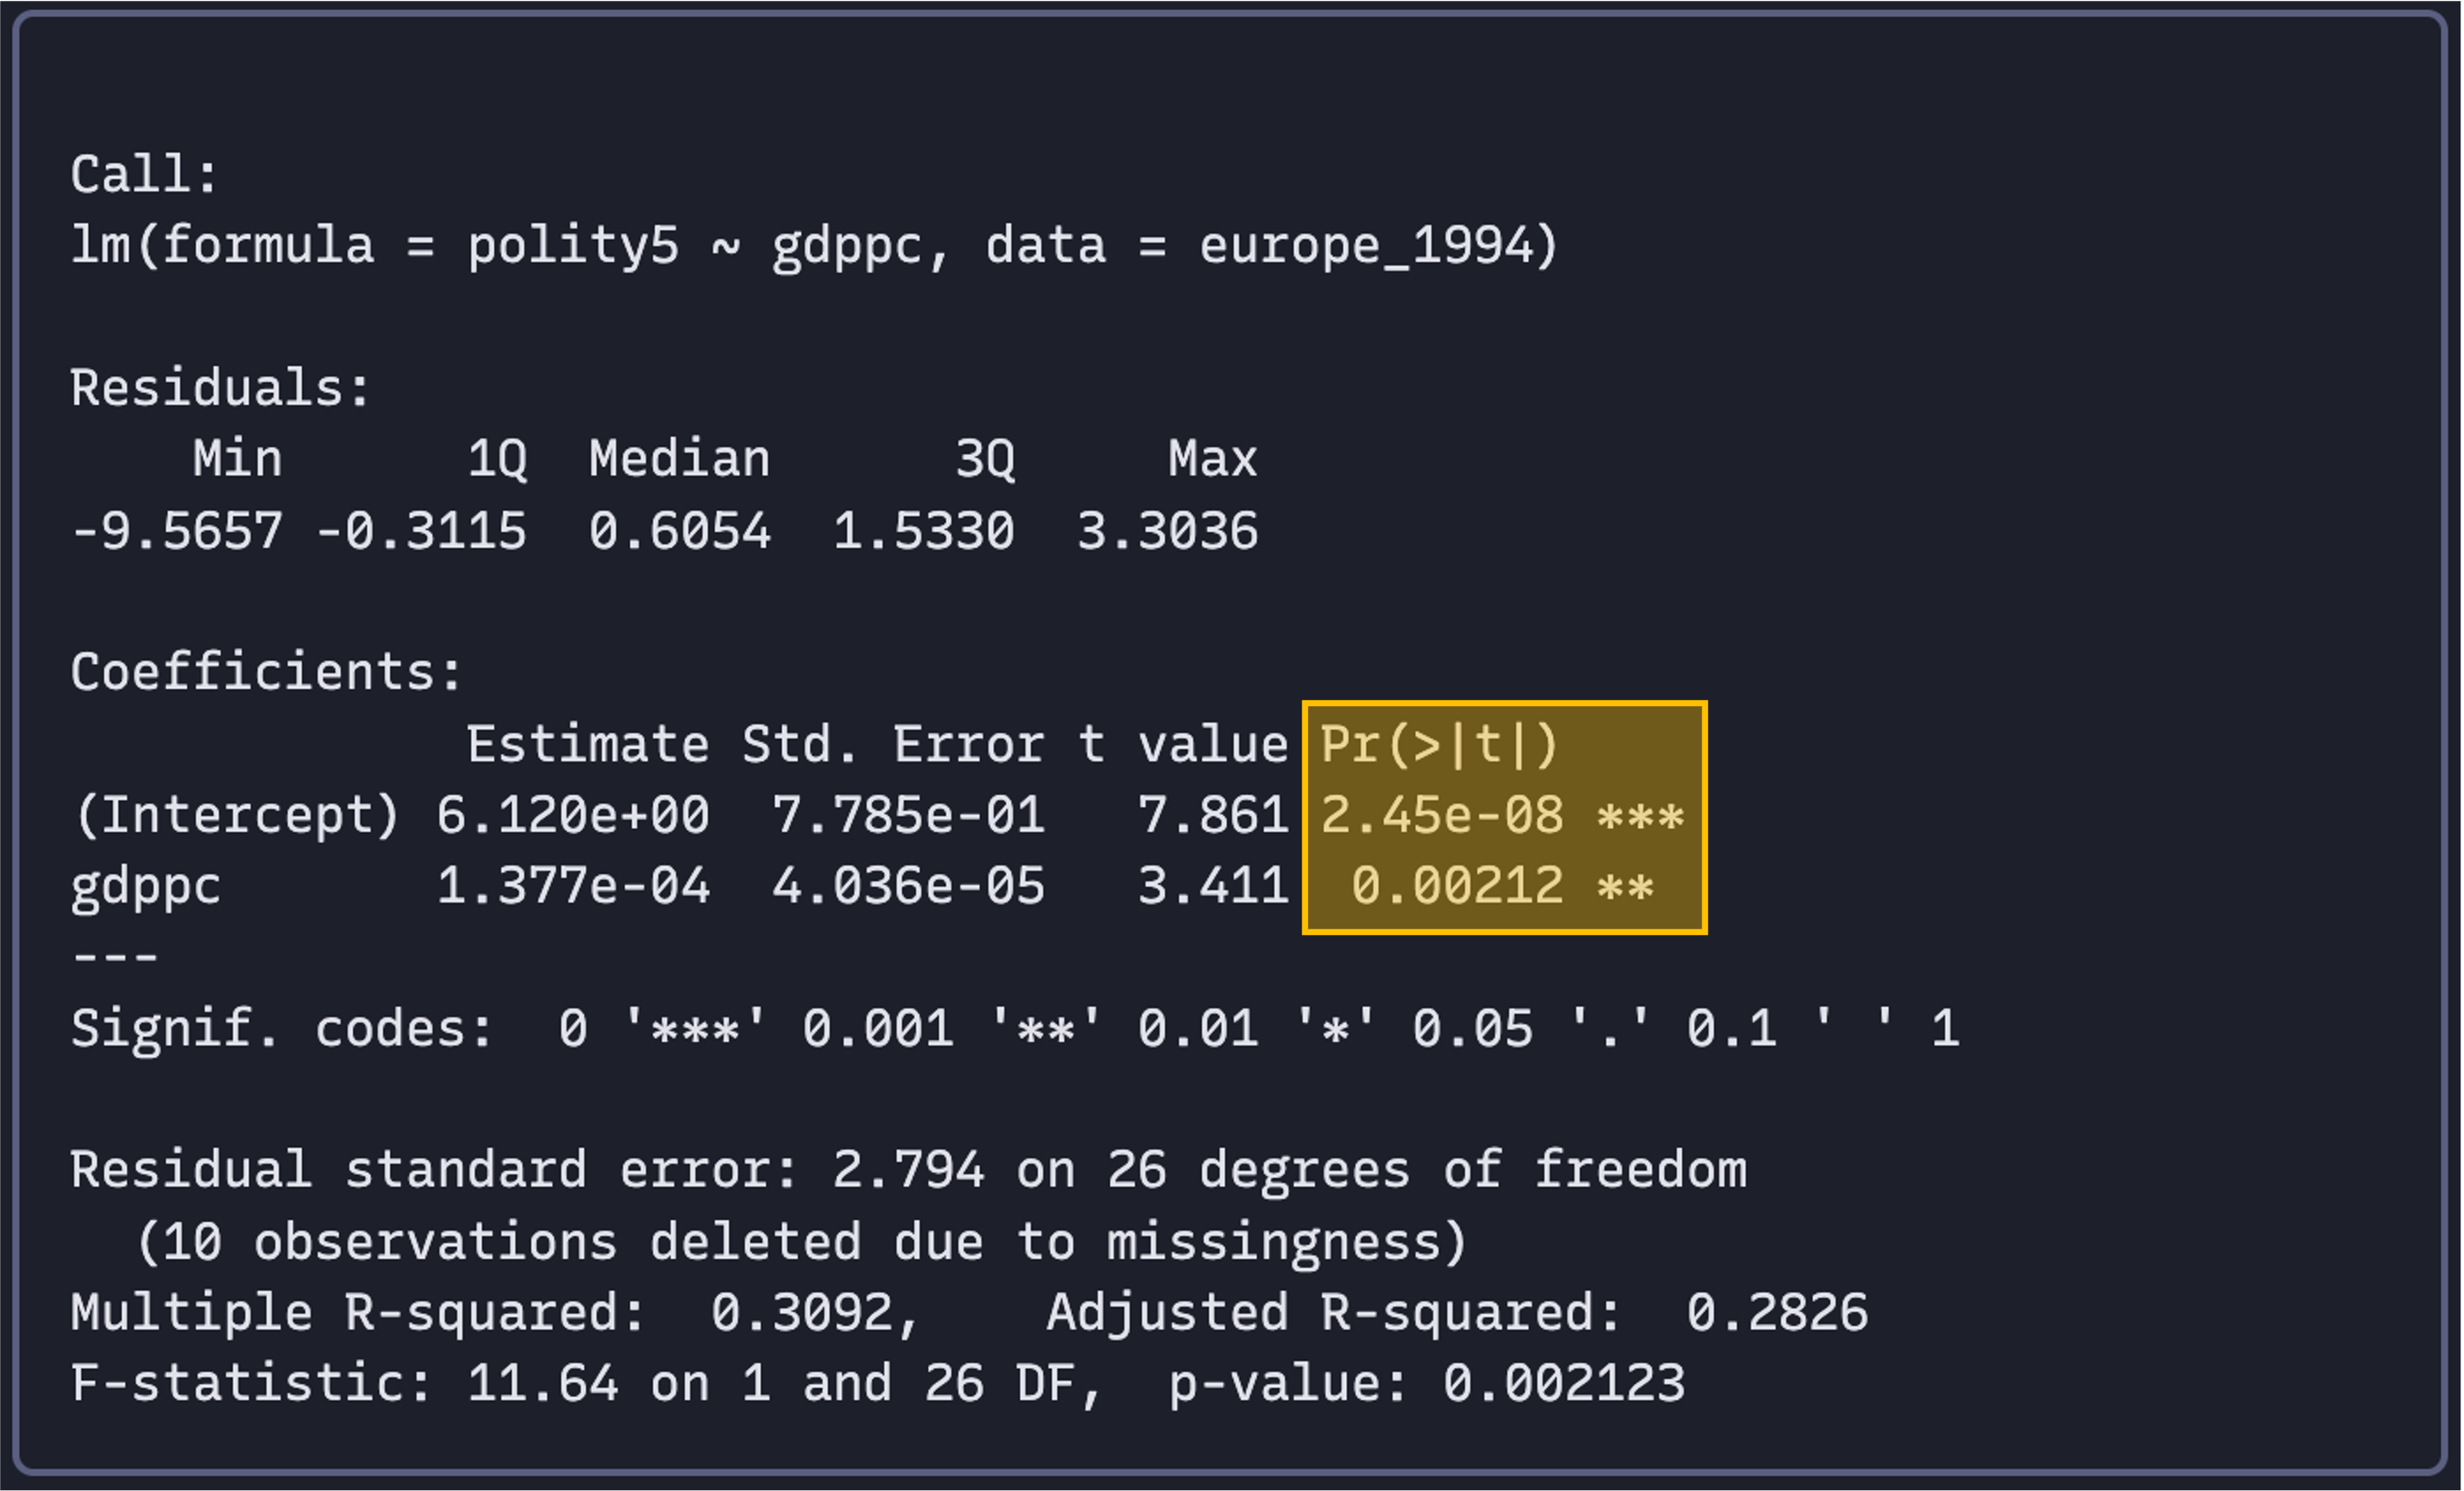 Call:
lm(formula = polity5 ~ gdppc, data = europe_1994)
Residuals:
    Min      1Q  Median      3Q     Max
-9.5657 -0.3115  0.6054  1.5330  3.3036
Coefficients:
             Estimate Std. Error t value Pr(>|t|)
(Intercept) 6.120e+00  7.785e-01   7.861 2.45e-08 ***
gdppc       1.377e-04  4.036e-05   3.411  0.00212 **
---
Signif. codes:  0 '***' 0.001 '**' 0.01 '*' 0.05 '.' 0.1 ' ' 1
Residual standard error: 2.794 on 26 degrees of freedom
  (10 observations deleted due to missingness)
Multiple R-squared:  0.3092,    Adjusted R-squared:  0.2826
F-statistic: 11.64 on 1 and 26 DF,  p-value: 0.002123